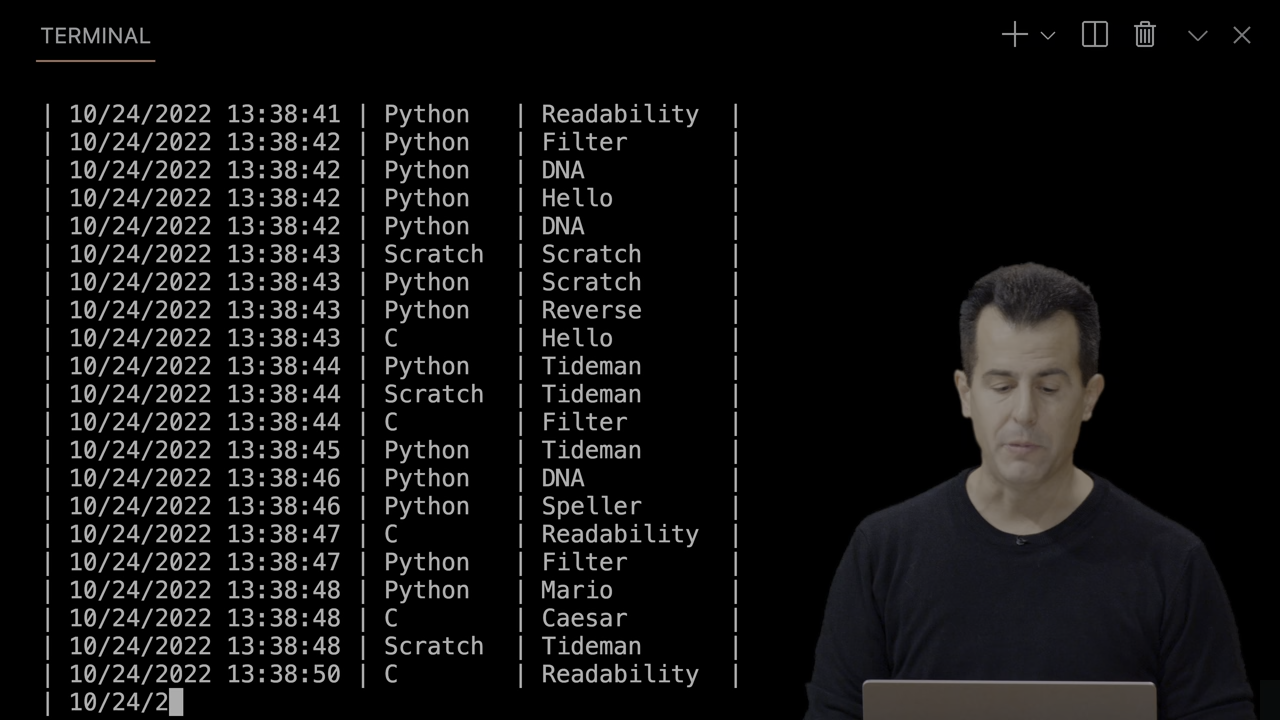 TERMINAL
| 10/24/2022 13:38:41 | Python | Readability |
| 10/24/2022 13:38:42 | Python | Filter |
| 10/24/2022 13:38:42 | Python | DNA |
| 10/24/2022 13:38:42 | Python | Hello |
| 10/24/2022 13:38:42 | Python | DNA |
| 10/24/2022 13:38:43 | Scratch | Scratch |
| 10/24/2022 13:38:43 | Python | Scratch |
| 10/24/2022 13:38:43 | Python | Reverse |
| 10/24/2022 13:38:43 | C | Hello |
| 10/24/2022 13:38:44 | Python | Tideman |
| 10/24/2022 13:38:44 | Scratch | Tideman |
| 10/24/2022 13:38:44 | C | Filter |
| 10/24/2022 13:38:45 | Python | Tideman |
| 10/24/2022 13:38:46 | Python | DNA |
| 10/24/2022 13:38:46 | Python | Speller |
| 10/24/2022 13:38:47 | C | Readability |
| 10/24/2022 13:38:47 | Python | Filter |
| 10/24/2022 13:38:48 | Python | Mario |
| 10/24/2022 13:38:48 | C | Caesar |
| 10/24/2022 13:38:48 | Scratch | Tideman |
| 10/24/2022 13:38:50 | C | Readability |
| 10/24/2